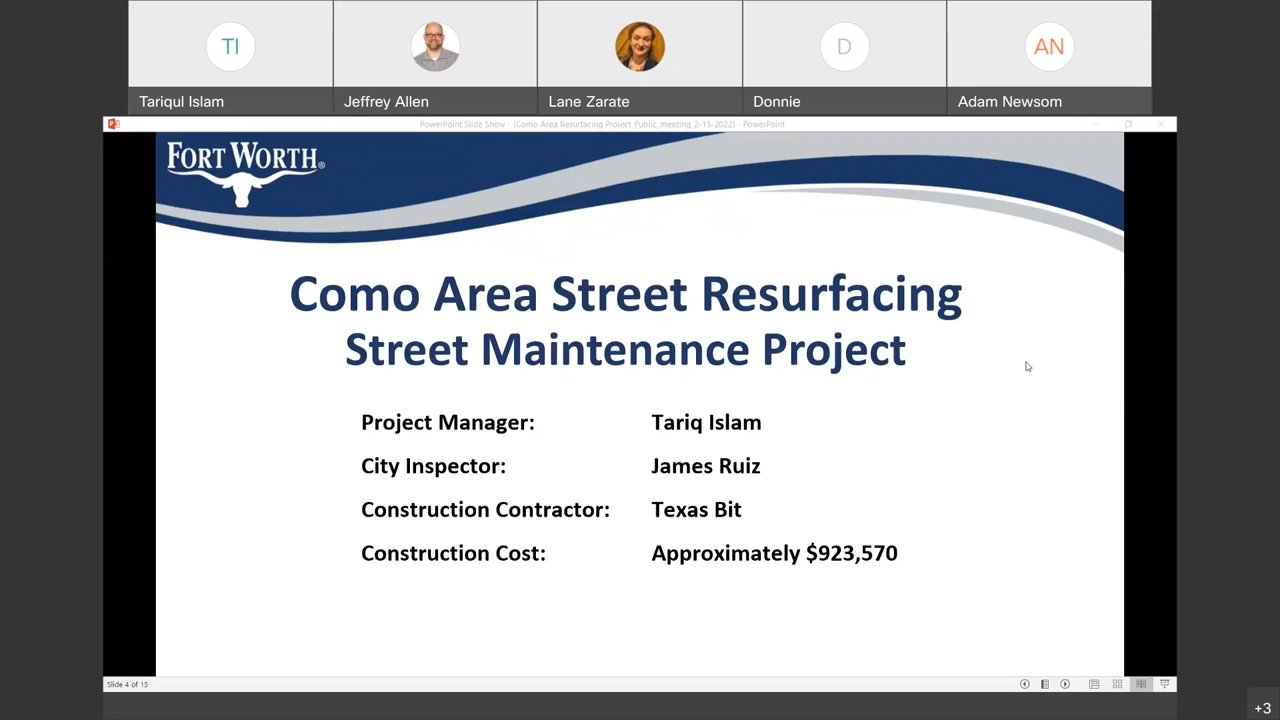 TI
D
AN
Tariqul Islam
Jeffrey Allen
Lane Zarate
Donnie
Adam Newsom
PowerPoint Slide Show - [Como Area Resurfacing Project_Public_meeting_2-15-2022] - PowerPoint
FORT WORTH®
Como Area Street Resurfacing
Street Maintenance Project
Project Manager: Tariq Islam
City Inspector: James Ruiz
Construction Contractor: Texas Bit
Construction Cost: Approximately $923,570
Slide 4 of 15
+3